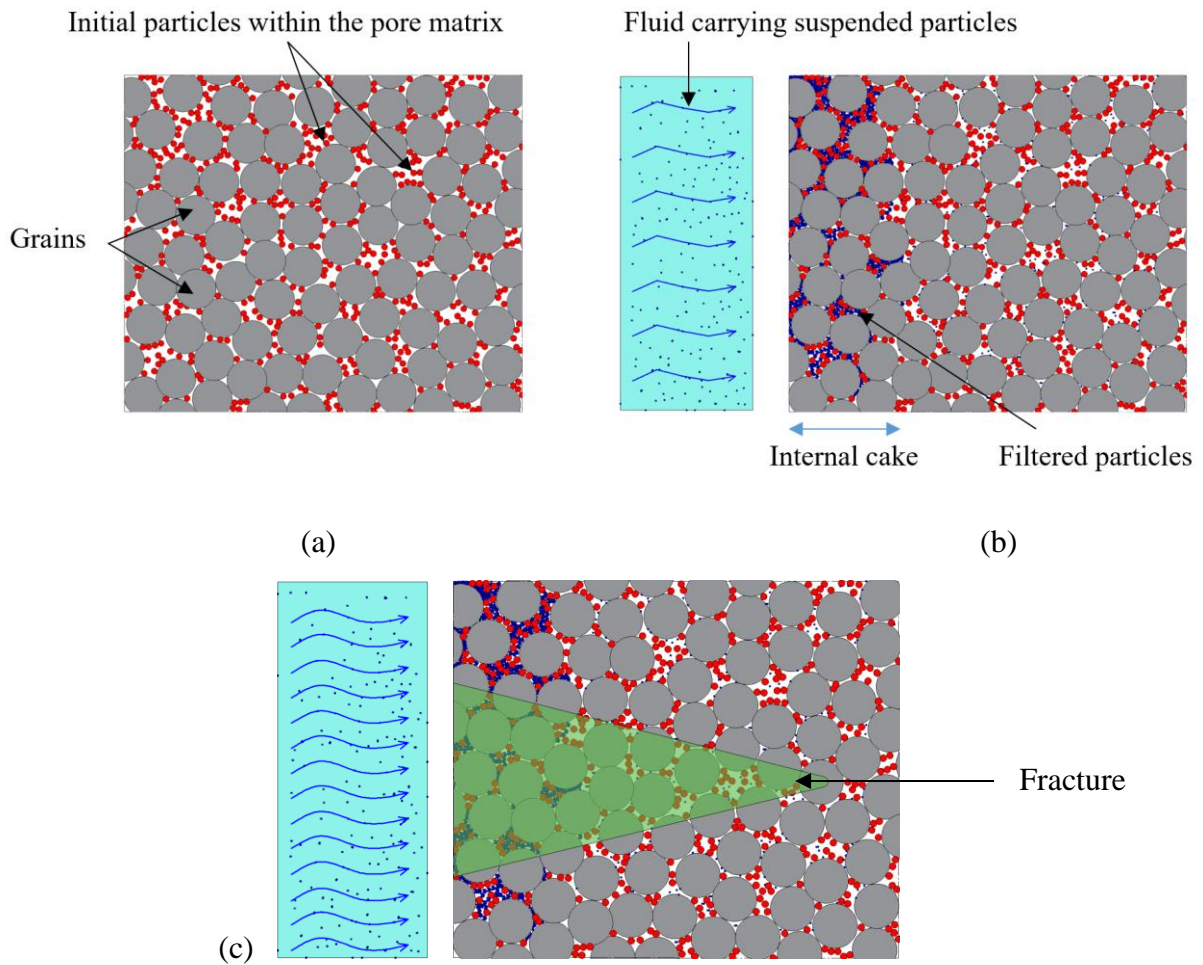 Initial particles within the pore matrix
Fluid carrying suspended particles
Grains
Internal cake
Filtered particles
(a)
(b)
Fracture
(c)